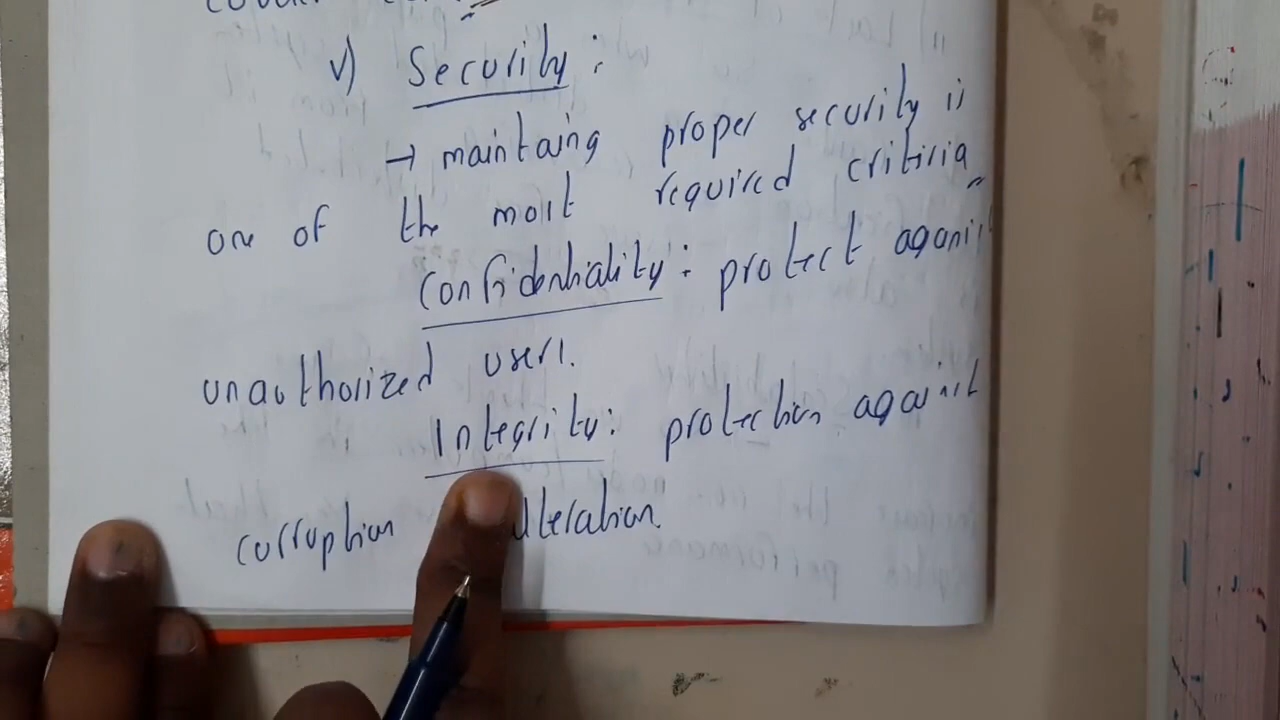 v) Security:
→ maintaing proper security is
one of the most required critiria
Confidentiality: protect against
unauthorized users.
Integrity: protection against
corruption alteration.